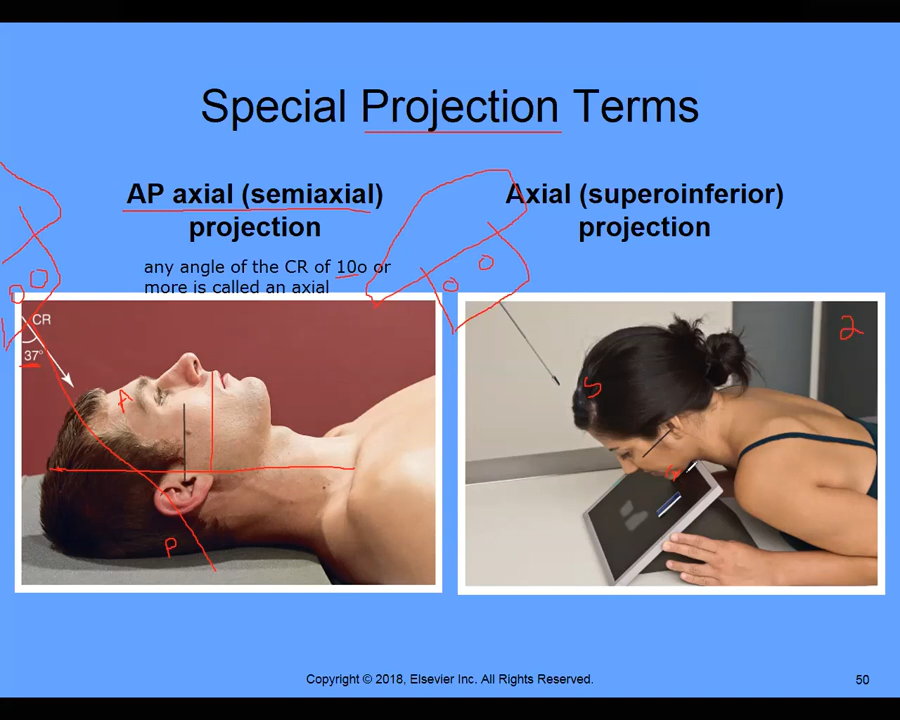 Special Projection Terms
AP axial (semiaxial)
projection
any angle of the CR of 10o or
more is called an axial
Axial (superoinferior)
projection
CR
37°
A
P
S
2
Copyright © 2018, Elsevier Inc. All Rights Reserved.
50